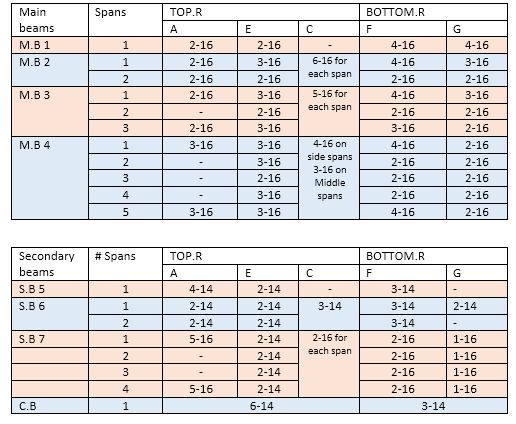 Main beams Spans TOP.R BOTTOM.R
A E C F G
M.B 1 1 2-16 2-16 - 4-16 4-16
M.B 2 1 2-16 3-16 6-16 for each span 4-16 3-16
2 2-16 2-16 2-16 2-16
M.B 3 1 2-16 3-16 5-16 for each span 4-16 3-16
2 - 2-16 2-16 2-16
3 2-16 3-16 3-16 2-16
M.B 4 1 3-16 3-16 4-16 on side spans 3-16 on Middle spans 4-16 2-16
2 - 3-16 2-16 2-16
3 - 2-16 2-16 2-16
4 - 3-16 2-16 2-16
5 3-16 3-16 4-16 2-16
Secondary beams # Spans TOP.R BOTTOM.R
A E C F G
S.B 5 1 4-14 2-14 - 3-14 -
S.B 6 1 2-14 2-14 3-14 3-14 2-14
2 2-14 2-14 3-14 -
S.B 7 1 5-16 2-14 2-16 for each span 2-16 1-16
2 - 2-14 2-16 1-16
3 - 2-14 2-16 1-16
4 5-16 2-14 2-16 1-16
C.B 1 6-14 3-14